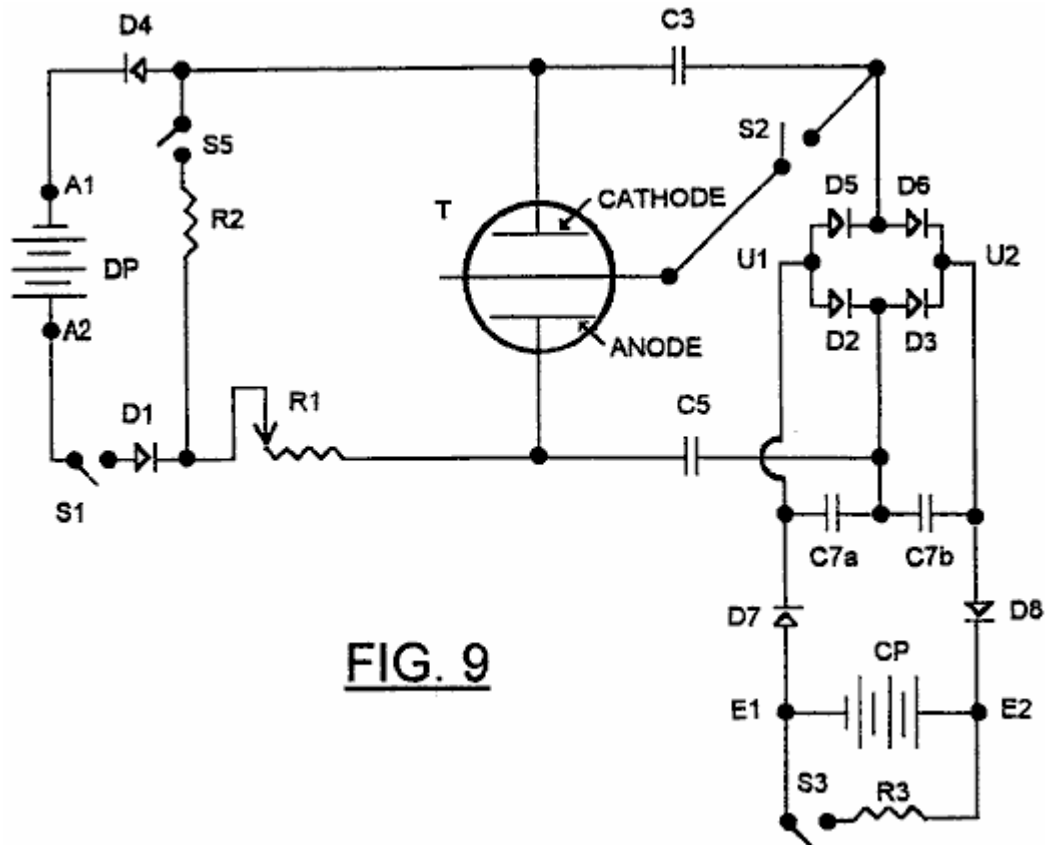 D4
C3
S2
S5
A1
T
CATHODE
D5 D6
R2
DP
U1 U2
A2
ANODE
D2 D3
D1
R1
C5
S1
C7a C7b
D7 D8
FIG. 9
CP
E1 E2
S3
R3